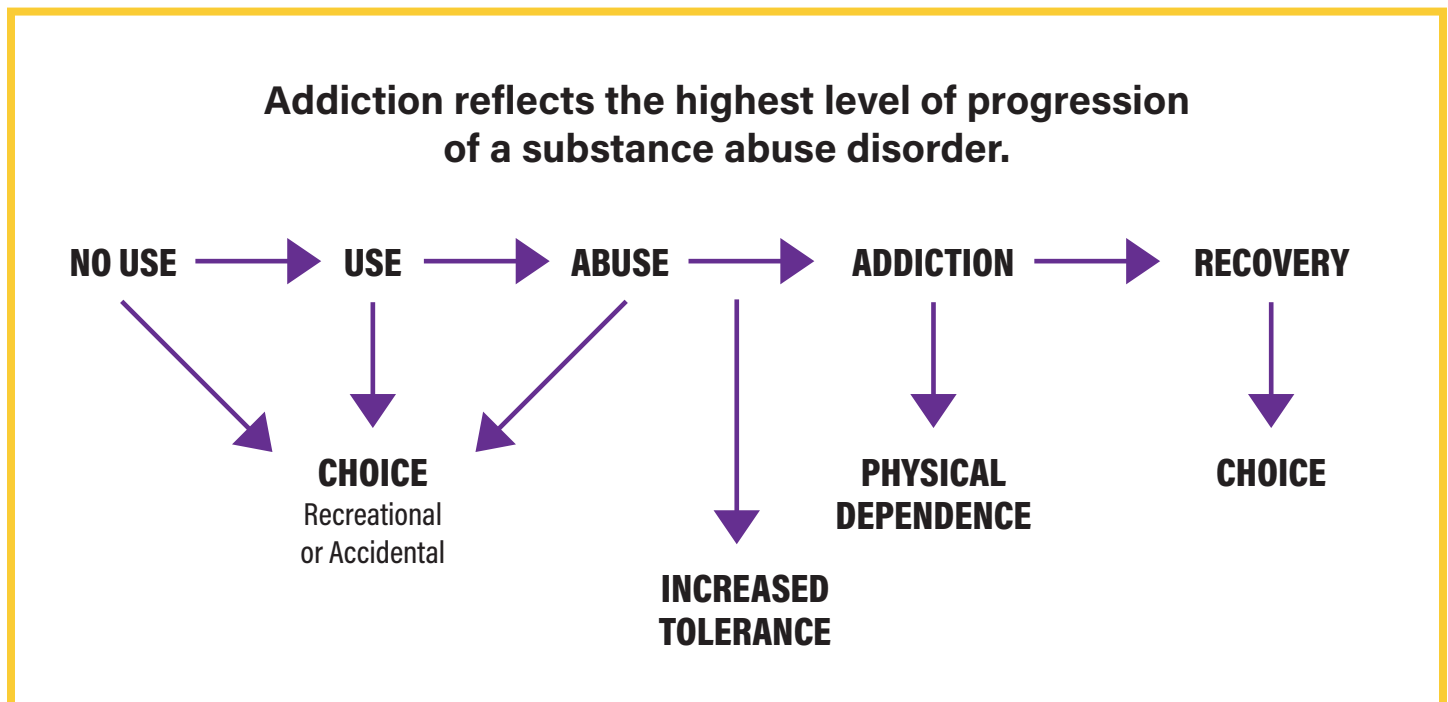 Addiction reflects the highest level of progression
of a substance abuse disorder.
NO USE
USE
ABUSE
ADDICTION
RECOVERY
CHOICE
Recreational
or Accidental
INCREASED
TOLERANCE
PHYSICAL
DEPENDENCE
CHOICE